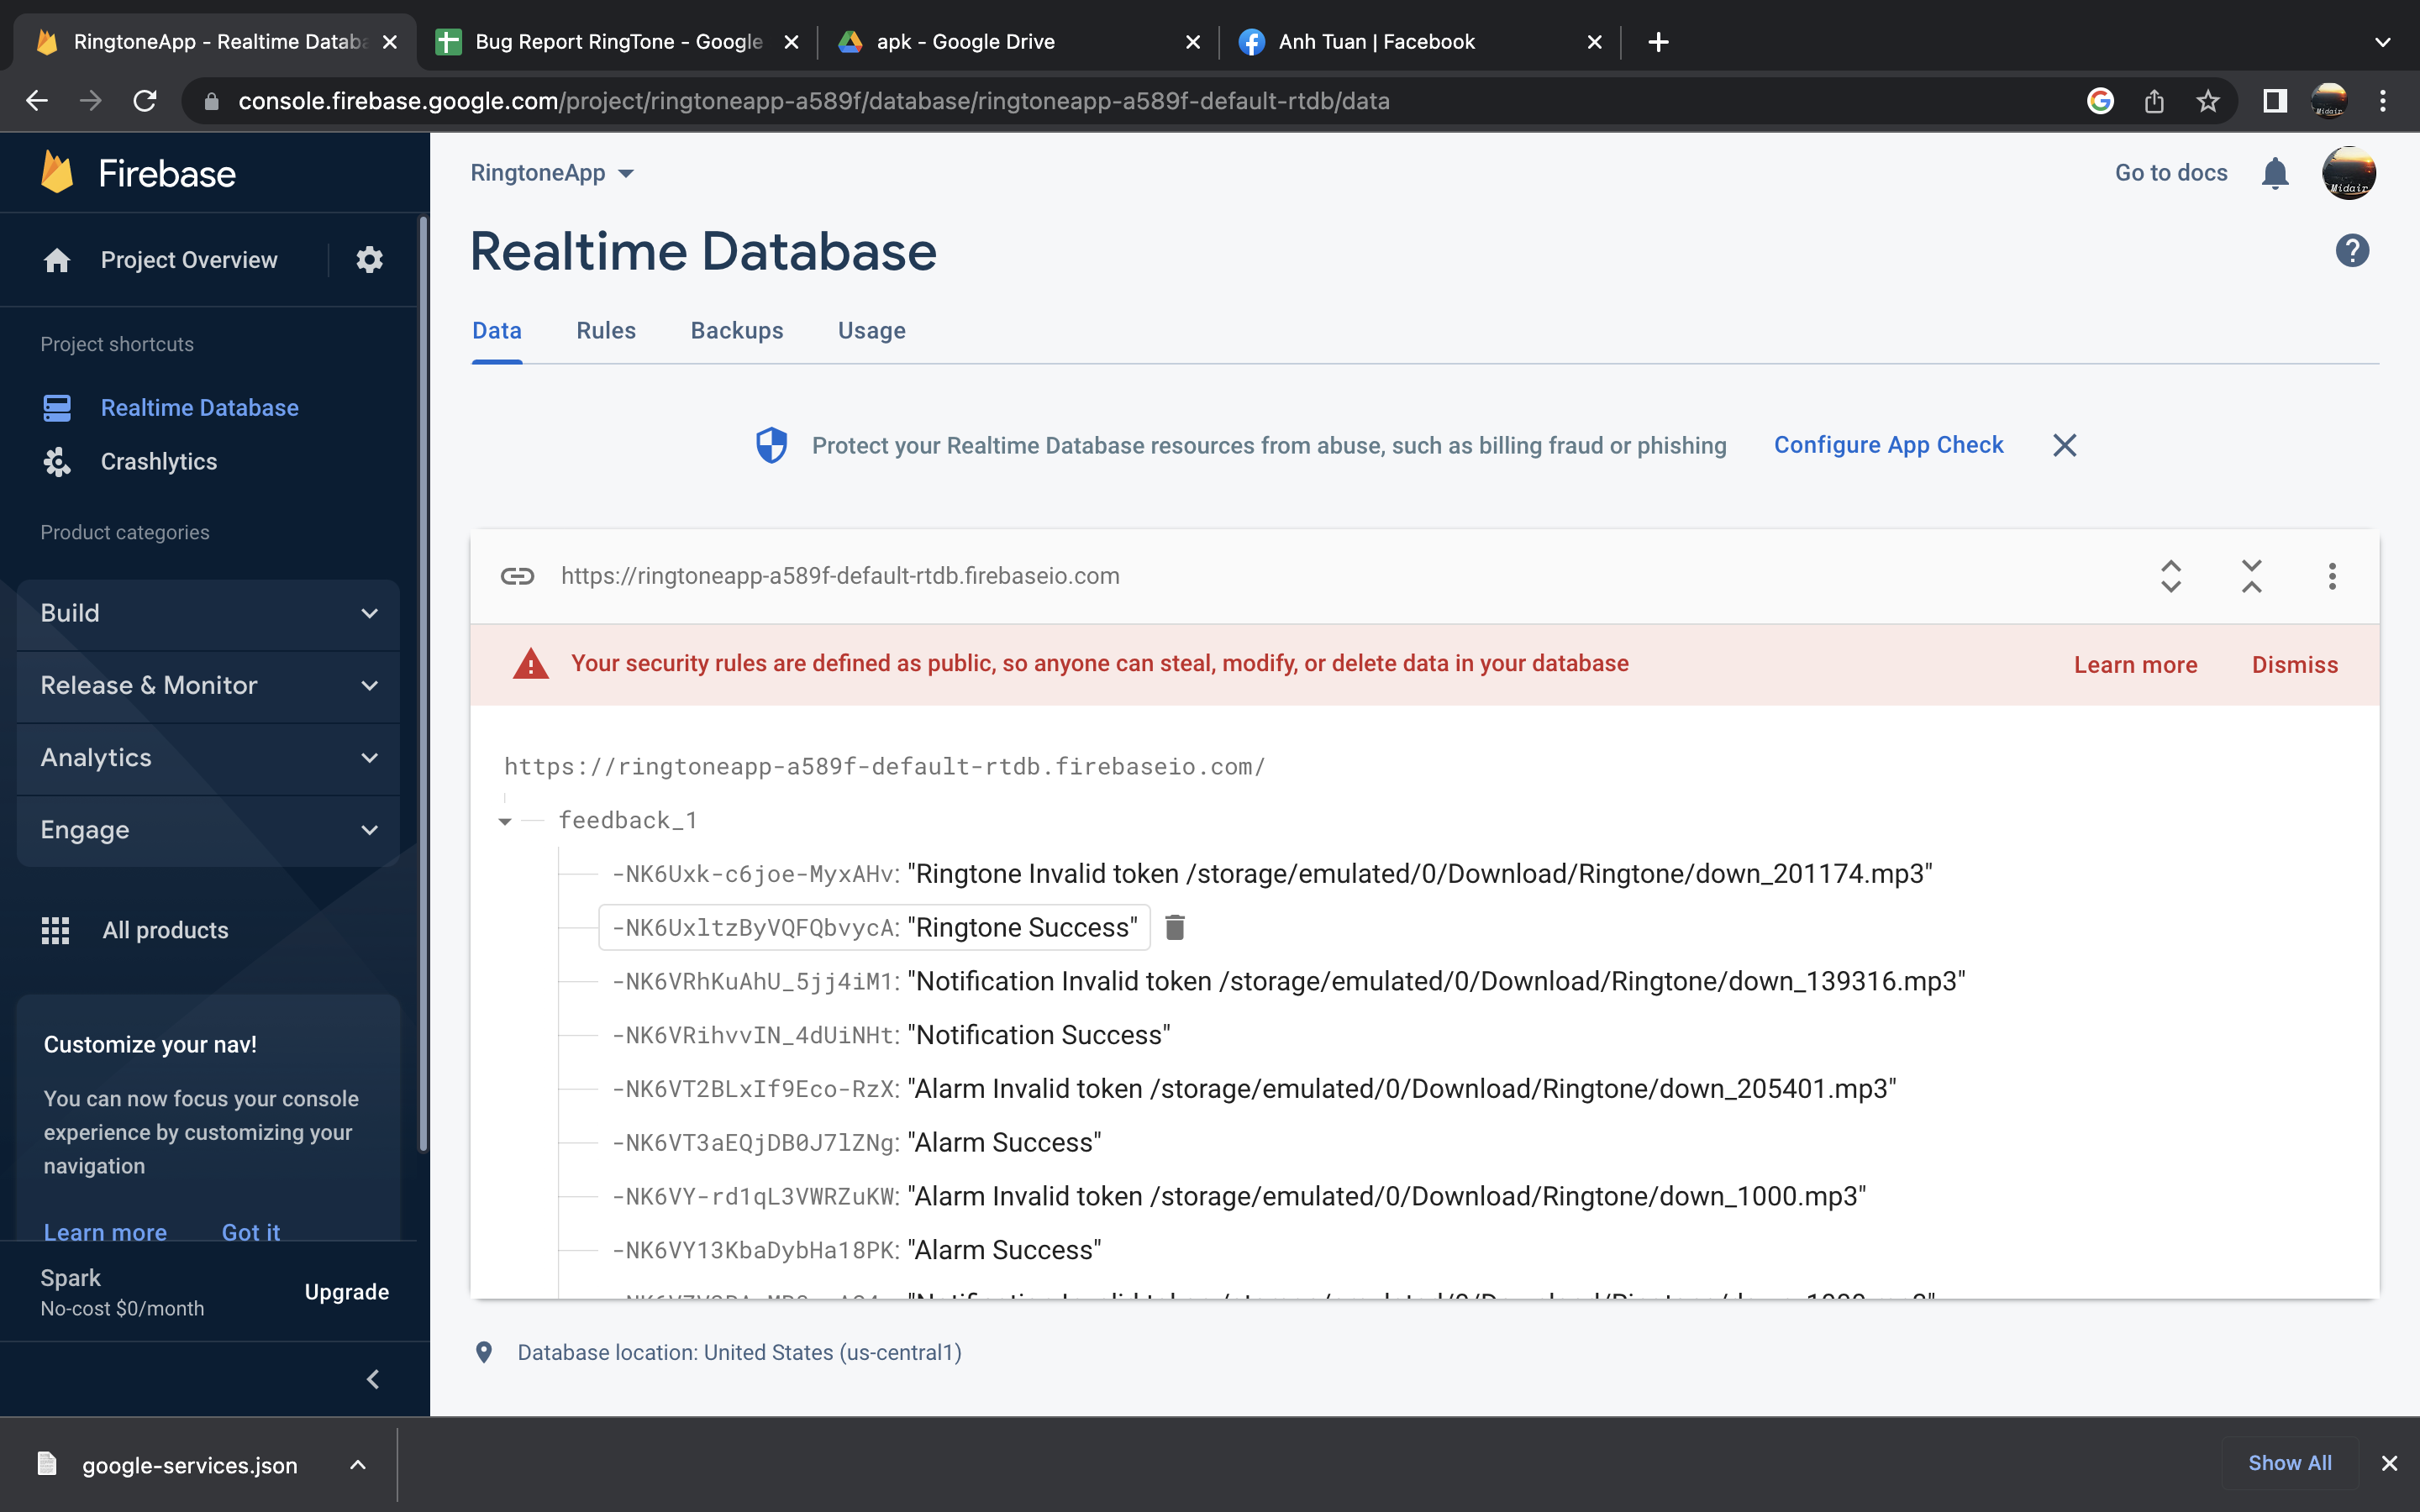 RingtoneApp - Realtime Datab
Bug Report RingTone - Google
apk - Google Drive
Anh Tuan | Facebook
console.firebase.google.com/project/ringtoneapp-a589f/database/ringtoneapp-a589f-default-rtdb/data
Firebase
RingtoneApp
Go to docs
Midair
Project Overview
Realtime Database
Project shortcuts
Data
Rules
Backups
Usage
Realtime Database
Crashlytics
Protect your Realtime Database resources from abuse, such as billing fraud or phishing
Configure App Check
Product categories
Build
Release & Monitor
Analytics
Engage
All products
https://ringtoneapp-a589f-default-rtdb.firebaseio.com
Your security rules are defined as public, so anyone can steal, modify, or delete data in your database
Learn more
Dismiss
https://ringtoneapp-a589f-default-rtdb.firebaseio.com/
feedback_1
-NK6Uxk-c6joe-MyxAHv: "Ringtone Invalid token /storage/emulated/0/Download/Ringtone/down_201174.mp3"
-NK6UxltzByVQFQbvycA: "Ringtone Success"
-NK6VRhKuAhU_5jj4iM1: "Notification Invalid token /storage/emulated/0/Download/Ringtone/down_139316.mp3"
-NK6VRihvvIN_4dUiNHt: "Notification Success"
-NK6VT2BLxIf9Eco-RzX: "Alarm Invalid token /storage/emulated/0/Download/Ringtone/down_205401.mp3"
-NK6VT3aEQjDB0J7lZNg: "Alarm Success"
-NK6VY-rd1qL3VWRZuKW: "Alarm Invalid token /storage/emulated/0/Download/Ringtone/down_1000.mp3"
-NK6VY13KbaDybHa18PK: "Alarm Success"
Customize your nav!
You can now focus your console
experience by customizing your
navigation
Learn more
Got it
Spark
No-cost $0/month
Upgrade
Database location: United States (us-central1)
google-services.json
Show All